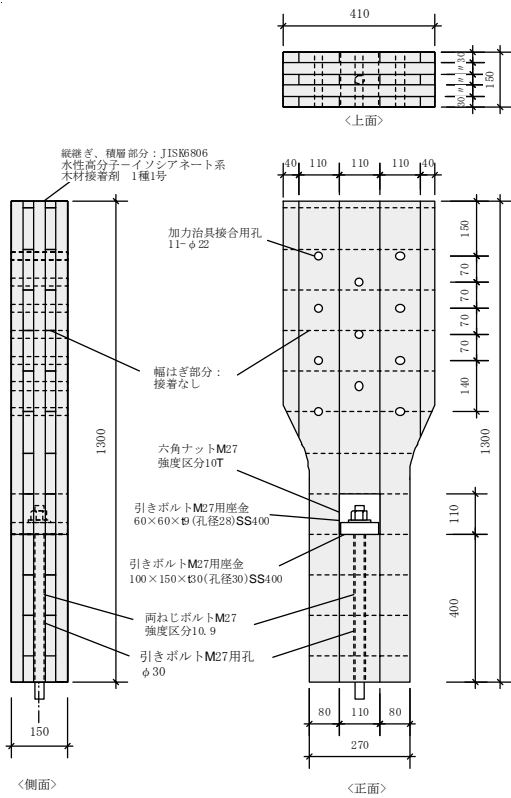 410
30
〃
〃
〃
30
150
<上面>
縦継ぎ、積層部分：JISK6806
水性高分子－イソシアネート系
木材接着剤　1種1号
40 110 110 110 40
加力治具接合用孔
11-φ22
150
70
70
70
70
140
幅はぎ部分：
接着なし
1300
1300
六角ナットM27
強度区分10T
引きボルトM27用座金
60×60×t9(孔径28)SS400
110
引きボルトM27用座金
100×150×t30(孔径30)SS400
400
両ねじボルトM27
強度区分10.9
引きボルトM27用孔
φ30
150
80 110 80
270
<側面>
<正面>